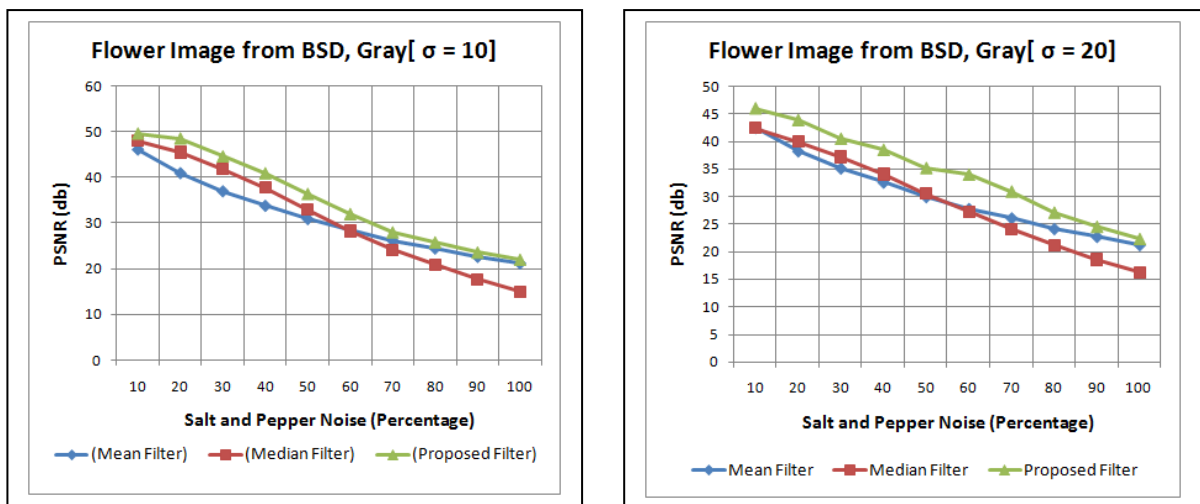 Flower Image from BSD, Gray[ σ = 10]
PSNR (db)
60
50
40
30
20
10
0
10 20 30 40 50 60 70 80 90 100
Salt and Pepper Noise (Percentage)
(Mean Filter) (Median Filter) (Proposed Filter)
Flower Image from BSD, Gray[ σ = 20]
PSNR (db)
50
45
40
35
30
25
20
15
10
5
0
10 20 30 40 50 60 70 80 90 100
Salt and Pepper Noise (Percentage)
Mean Filter Median Filter Proposed Filter